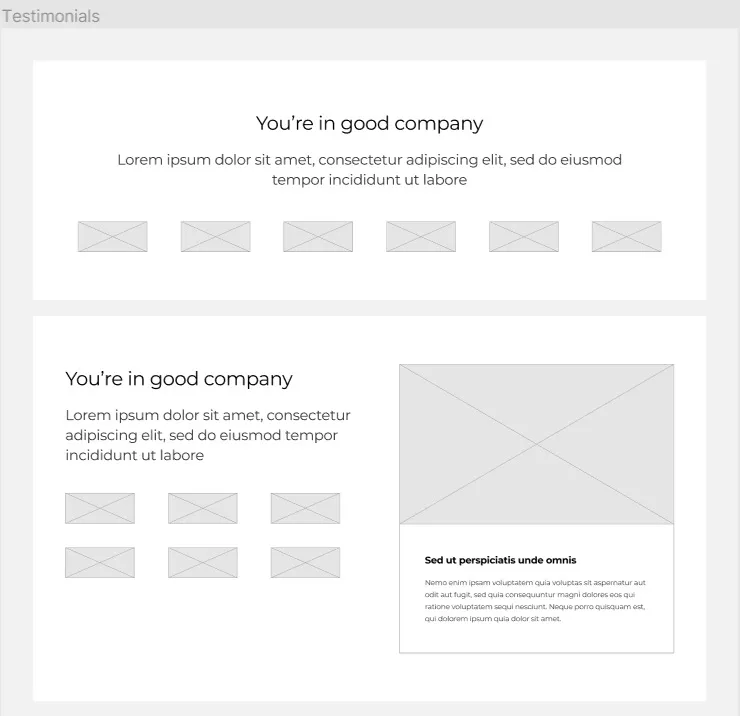 Testimonials
You’re in good company
Lorem ipsum dolor sit amet, consectetur adipiscing elit, sed do eiusmod
tempor incididunt ut labore
You’re in good company
Lorem ipsum dolor sit amet, consectetur
adipiscing elit, sed do eiusmod tempor
incididunt ut labore
Sed ut perspiciatis unde omnis
Nemo enim ipsam voluptatem quia voluptas sit aspernatur aut
odit aut fugit, sed quia consequuntur magni dolores eos qui
ratione voluptatem sequi nesciunt. Neque porro quisquam est,
qui dolorem ipsum quia dolor sit amet.